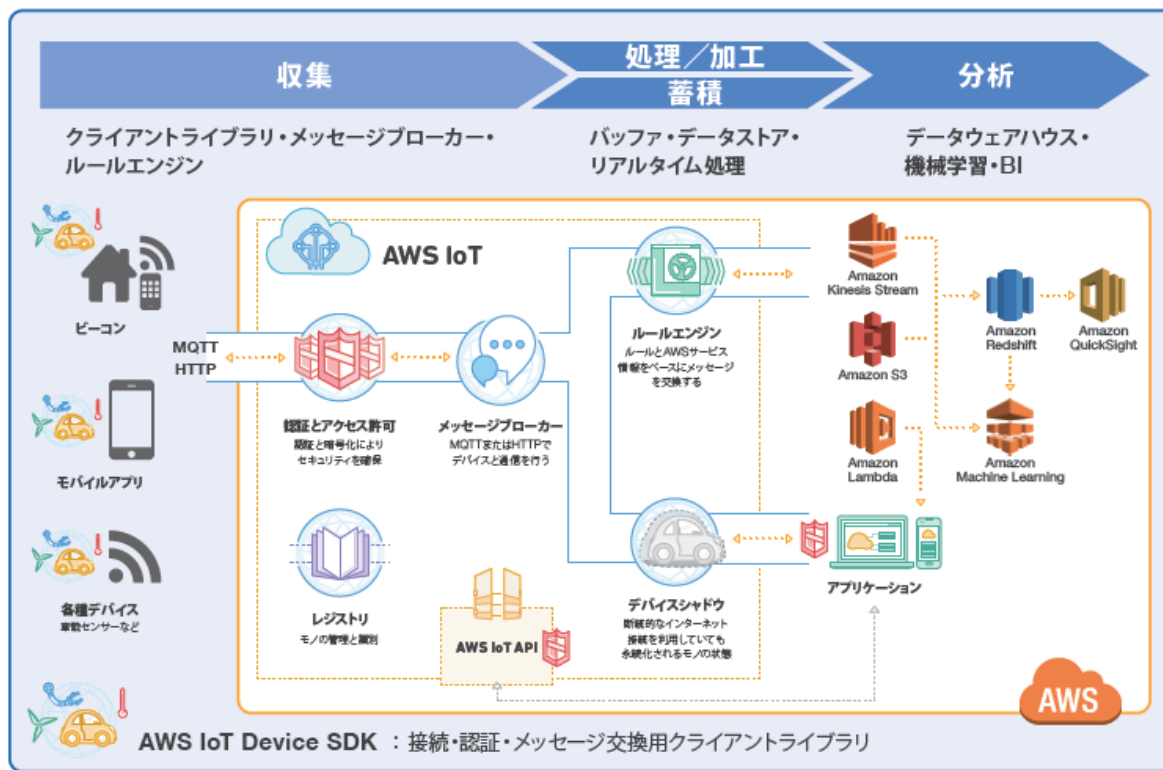 収集
処理／加工
蓄積
分析
クライアントライブラリ・メッセージブローカー・
ルールエンジン
バッファ・データストア・
リアルタイム処理
データウェアハウス・
機械学習・BI
ビーコン
モバイルアプリ
各種デバイス
車載センサーなど
MQTT
HTTP
AWS IoT
認証とアクセス許可
認証と暗号化により
セキュリティを確保
メッセージブローカー
MQTTまたはHTTPで
デバイスと通信を行う
ルールエンジン
ルールとAWSサービス
情報をベースにメッセージ
を交換する
レジストリ
モノの管理と識別
AWS IoT API
デバイスシャドウ
断続的なインターネット
接続を利用していても
永続化されるモノの状態
Amazon
Kinesis Stream
Amazon S3
Amazon
Lambda
Amazon
Redshift
Amazon
QuickSight
Amazon
Machine Learning
アプリケーション
AWS
AWS IoT Device SDK ：接続・認証・メッセージ交換用クライアントライブラリ